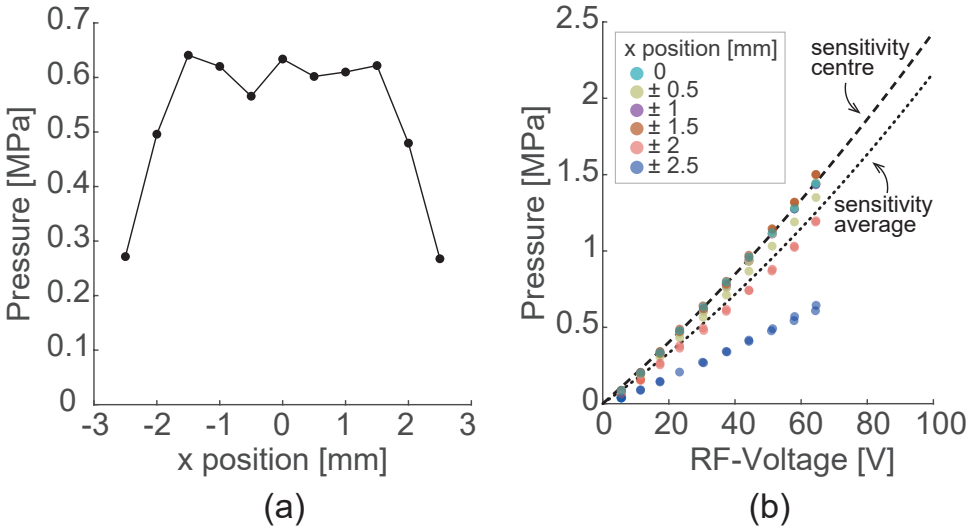 0.7
0.6
0.5
0.4
0.3
0.2
0.1
0
Pressure [MPa]
-3 -2 -1 0 1 2 3
x position [mm]
(a)
2.5
2
1.5
1
0.5
0
Pressure [MPa]
x position [mm]
0
± 0.5
± 1
± 1.5
± 2
± 2.5
sensitivity
centre
sensitivity
average
0 20 40 60 80 100
RF-Voltage [V]
(b)